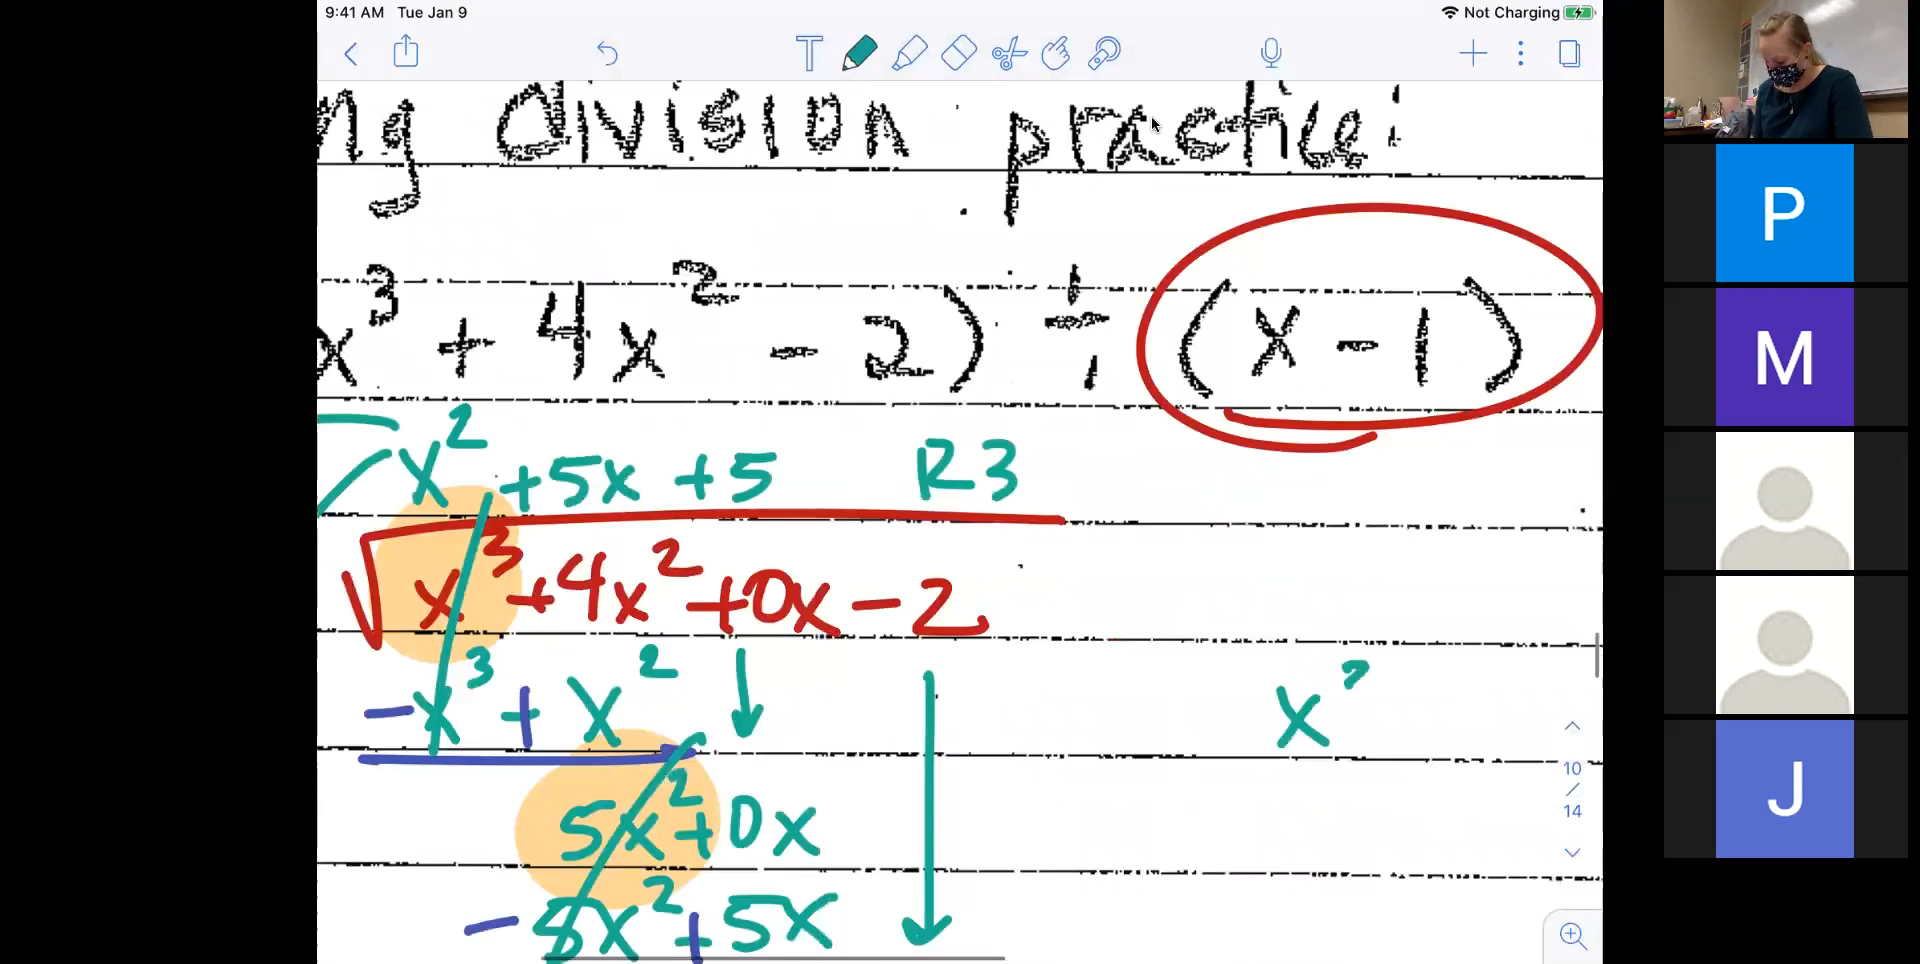 9:41 AM Tue Jan 9
Not Charging
ng division practice:
x³ + 4x² - 2) ÷ (x - 1)
x² +5x +5 R3
x³ +4x² +0x - 2
-x³ + x²
x
5x² +0x
-5x² +5x
10
/
14
P
M
J